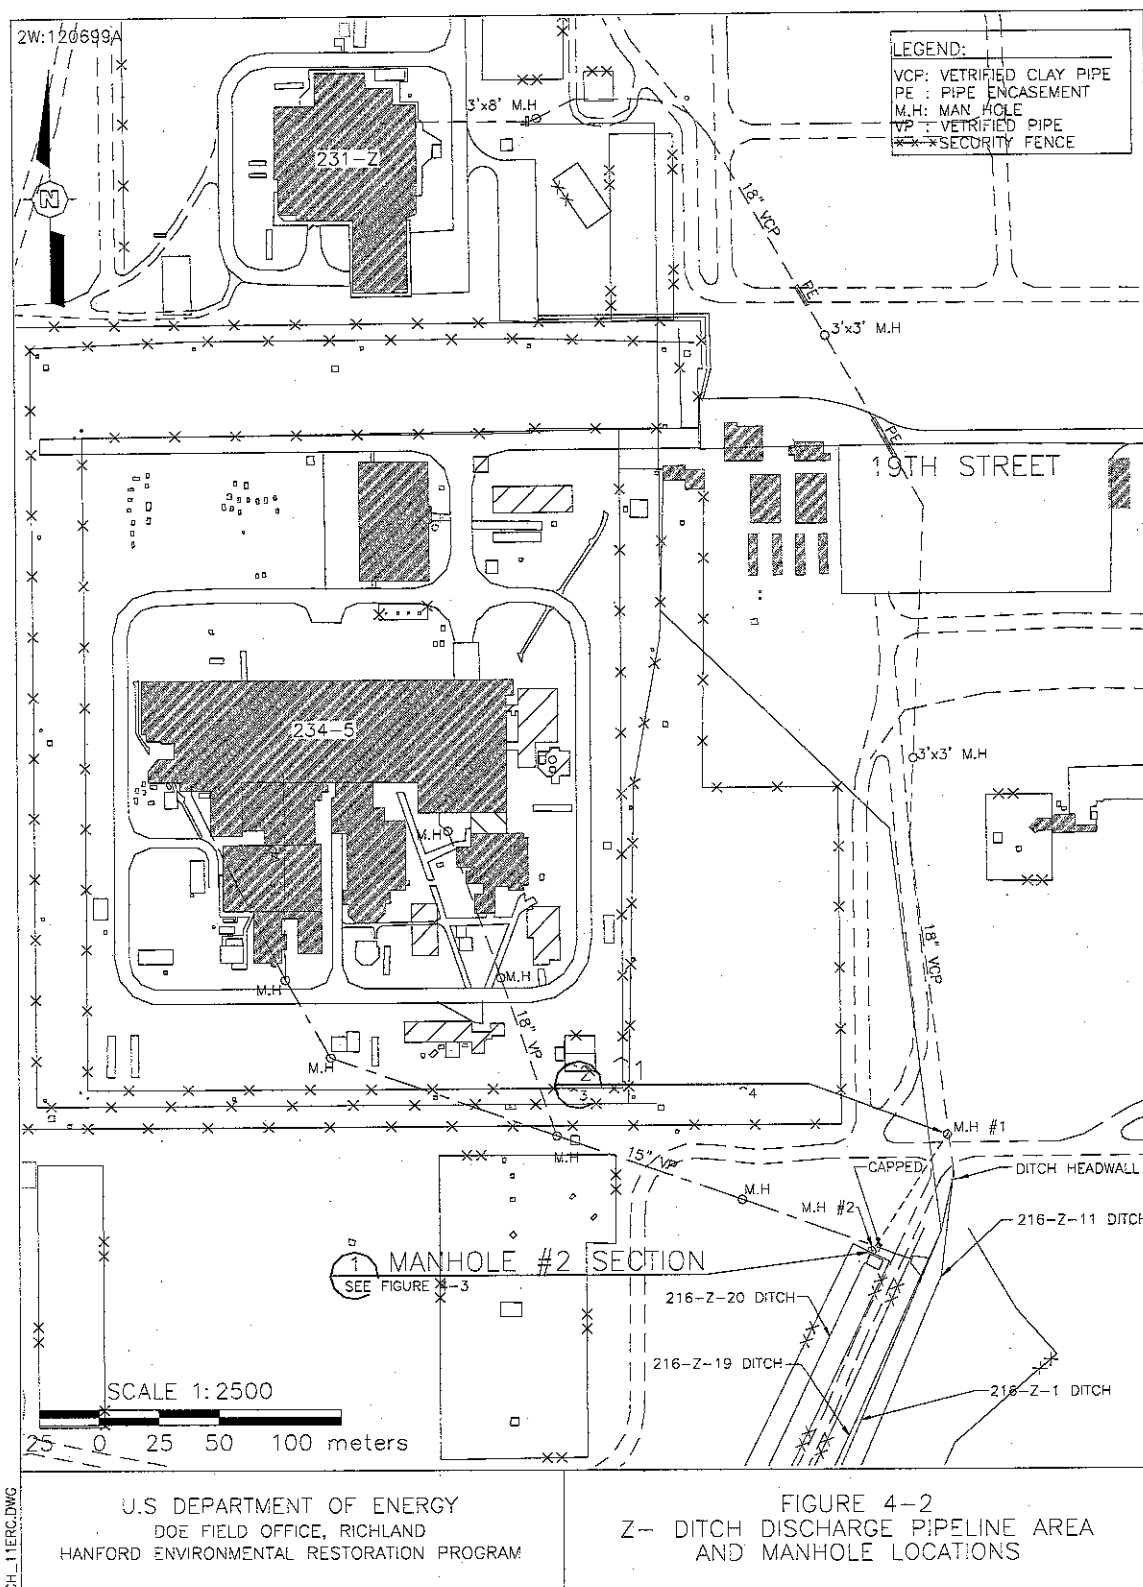 2W:120699A
LEGEND:
VCP: VETRIFIED CLAY PIPE
PE : PIPE ENCASEMENT
M.H: MAN HOLE
VP : VETRIFIED PIPE
SECURITY FENCE
3'x8' M.H
231-Z
N
18" VCP
PE
3'x3' M.H
PE
19TH STREET
234-5
3'x3' M.H
M.H
18" VCP
M.H
M.H
18" VP
M.H
2
3
1
4
M.H #1
M.H
15" VP
CAPPED
DITCH HEADWALL
M.H
M.H #2
216-Z-11 DITCH
1 MANHOLE #2 SECTION
SEE FIGURE 4-3
216-Z-20 DITCH
216-Z-19 DITCH
216-Z-1 DITCH
SCALE 1:2500
25 0 25 50 100 meters
CH_11ERC.DWG
U.S DEPARTMENT OF ENERGY
DOE FIELD OFFICE, RICHLAND
HANFORD ENVIRONMENTAL RESTORATION PROGRAM
FIGURE 4-2
Z- DITCH DISCHARGE PIPELINE AREA
AND MANHOLE LOCATIONS